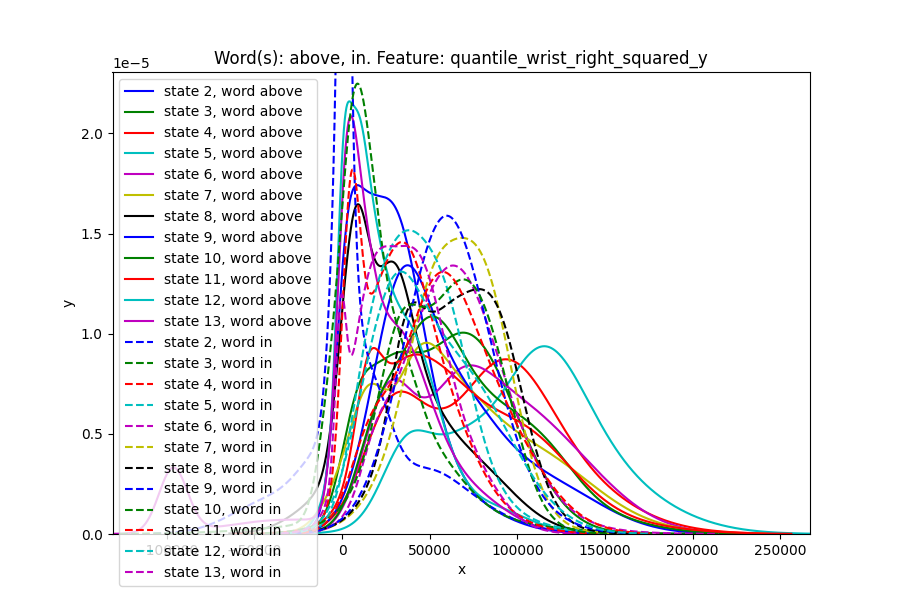 Word(s): above, in. Feature: quantile_wrist_right_squared_y
1e−5
state 2, word above
state 3, word above
state 4, word above
state 5, word above
state 6, word above
state 7, word above
state 8, word above
state 9, word above
state 10, word above
state 11, word above
state 12, word above
state 13, word above
state 2, word in
state 3, word in
state 4, word in
state 5, word in
state 6, word in
state 7, word in
state 8, word in
state 9, word in
state 10, word in
state 11, word in
state 12, word in
state 13, word in
2.0
1.5
1.0
0.5
0.0
y
0 50000 100000 150000 200000 250000
x